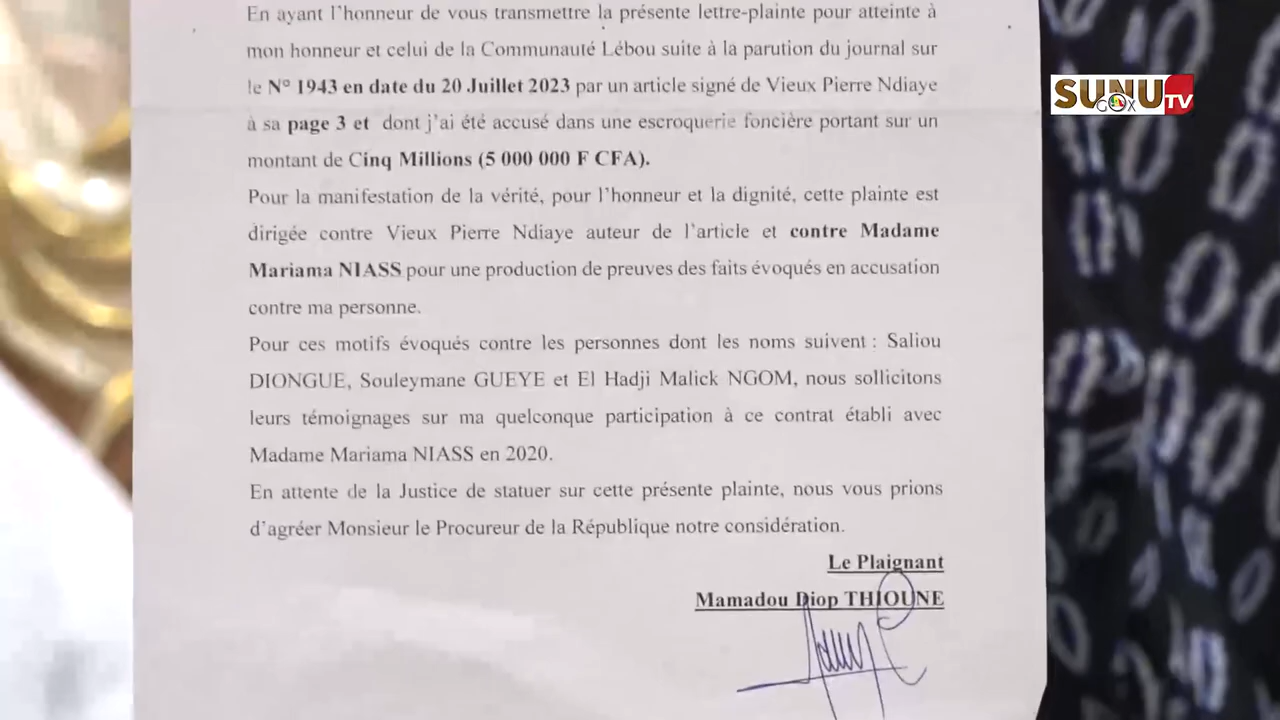 En ayant l'honneur de vous transmettre la présente lettre-plainte pour atteinte à
mon honneur et celui de la Communauté Lébou suite à la parution du journal sur
le N° 1943 en date du 20 Juillet 2023 par un article signé de Vieux Pierre Ndiaye
à sa page 3 et dont j'ai été accusé dans une escroquerie foncière portant sur un
montant de Cinq Millions (5 000 000 F CFA).
Pour la manifestation de la vérité, pour l'honneur et la dignité, cette plainte est
dirigée contre Vieux Pierre Ndiaye auteur de l'article et contre Madame
Mariama NIASS pour une production de preuves des faits évoqués en accusation
contre ma personne.
Pour ces motifs évoqués contre les personnes dont les noms suivent : Saliou
DIONGUE, Souleymane GUEYE et El Hadji Malick NGOM, nous sollicitons
leurs témoignages sur ma quelconque participation à ce contrat établi avec
Madame Mariama NIASS en 2020.
En attente de la Justice de statuer sur cette présente plainte, nous vous prions
d'agréer Monsieur le Procureur de la République notre considération.
Le Plaignant
Mamadou Diop THIOUNE
SUNU
GOX
TV